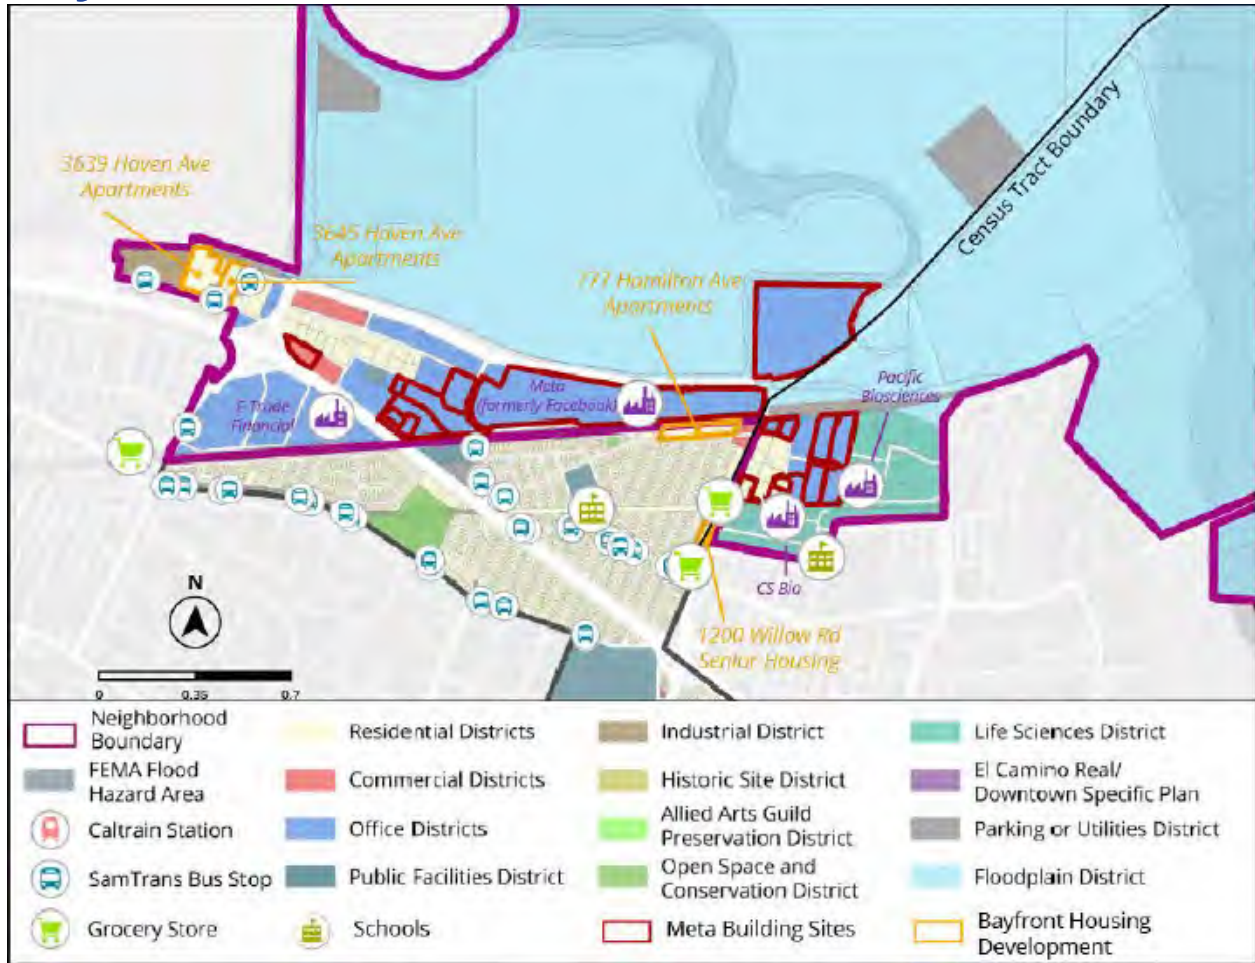 3639 Haven Ave
Apartments
3645 Haven Ave
Apartments
Census Tract Boundary
777 Hamilton Ave
Apartments
Pacific
Biosciences
Meta
(formerly Facebook)
E-Trade
Financial
CS Bio
1200 Willow Rd
Senior Housing
N
0
0.35
0.7
Neighborhood
Boundary
Residential Districts
Industrial District
Life Sciences District
FEMA Flood
Hazard Area
Commercial Districts
Historic Site District
El Camino Real/
Downtown Specific Plan
Caltrain Station
Office Districts
Allied Arts Guild
Preservation District
Parking or Utilities District
SamTrans Bus Stop
Public Facilities District
Open Space and
Conservation District
Floodplain District
Grocery Store
Schools
Meta Building Sites
Bayfront Housing
Development